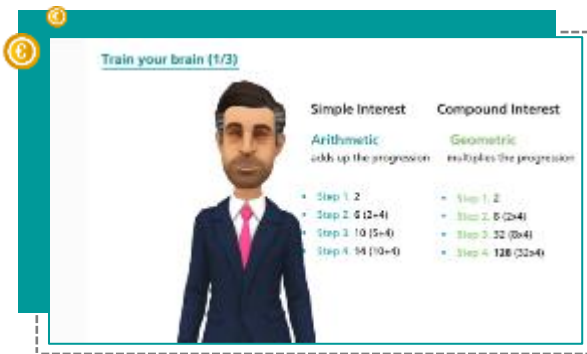 Train your brain (1/3)
Simple Interest
Arithmetic
adds up the progression
Step 1. 2
Step 2. 6 (2+4)
Step 3. 10 (5+4)
Step 4. 14 (10+4)
Compound Interest
Geometric
multiplies the progression
Step 1. 2
Step 2. 8 (2x4)
Step 3. 32 (8x4)
Step 4. 128 (32x4)